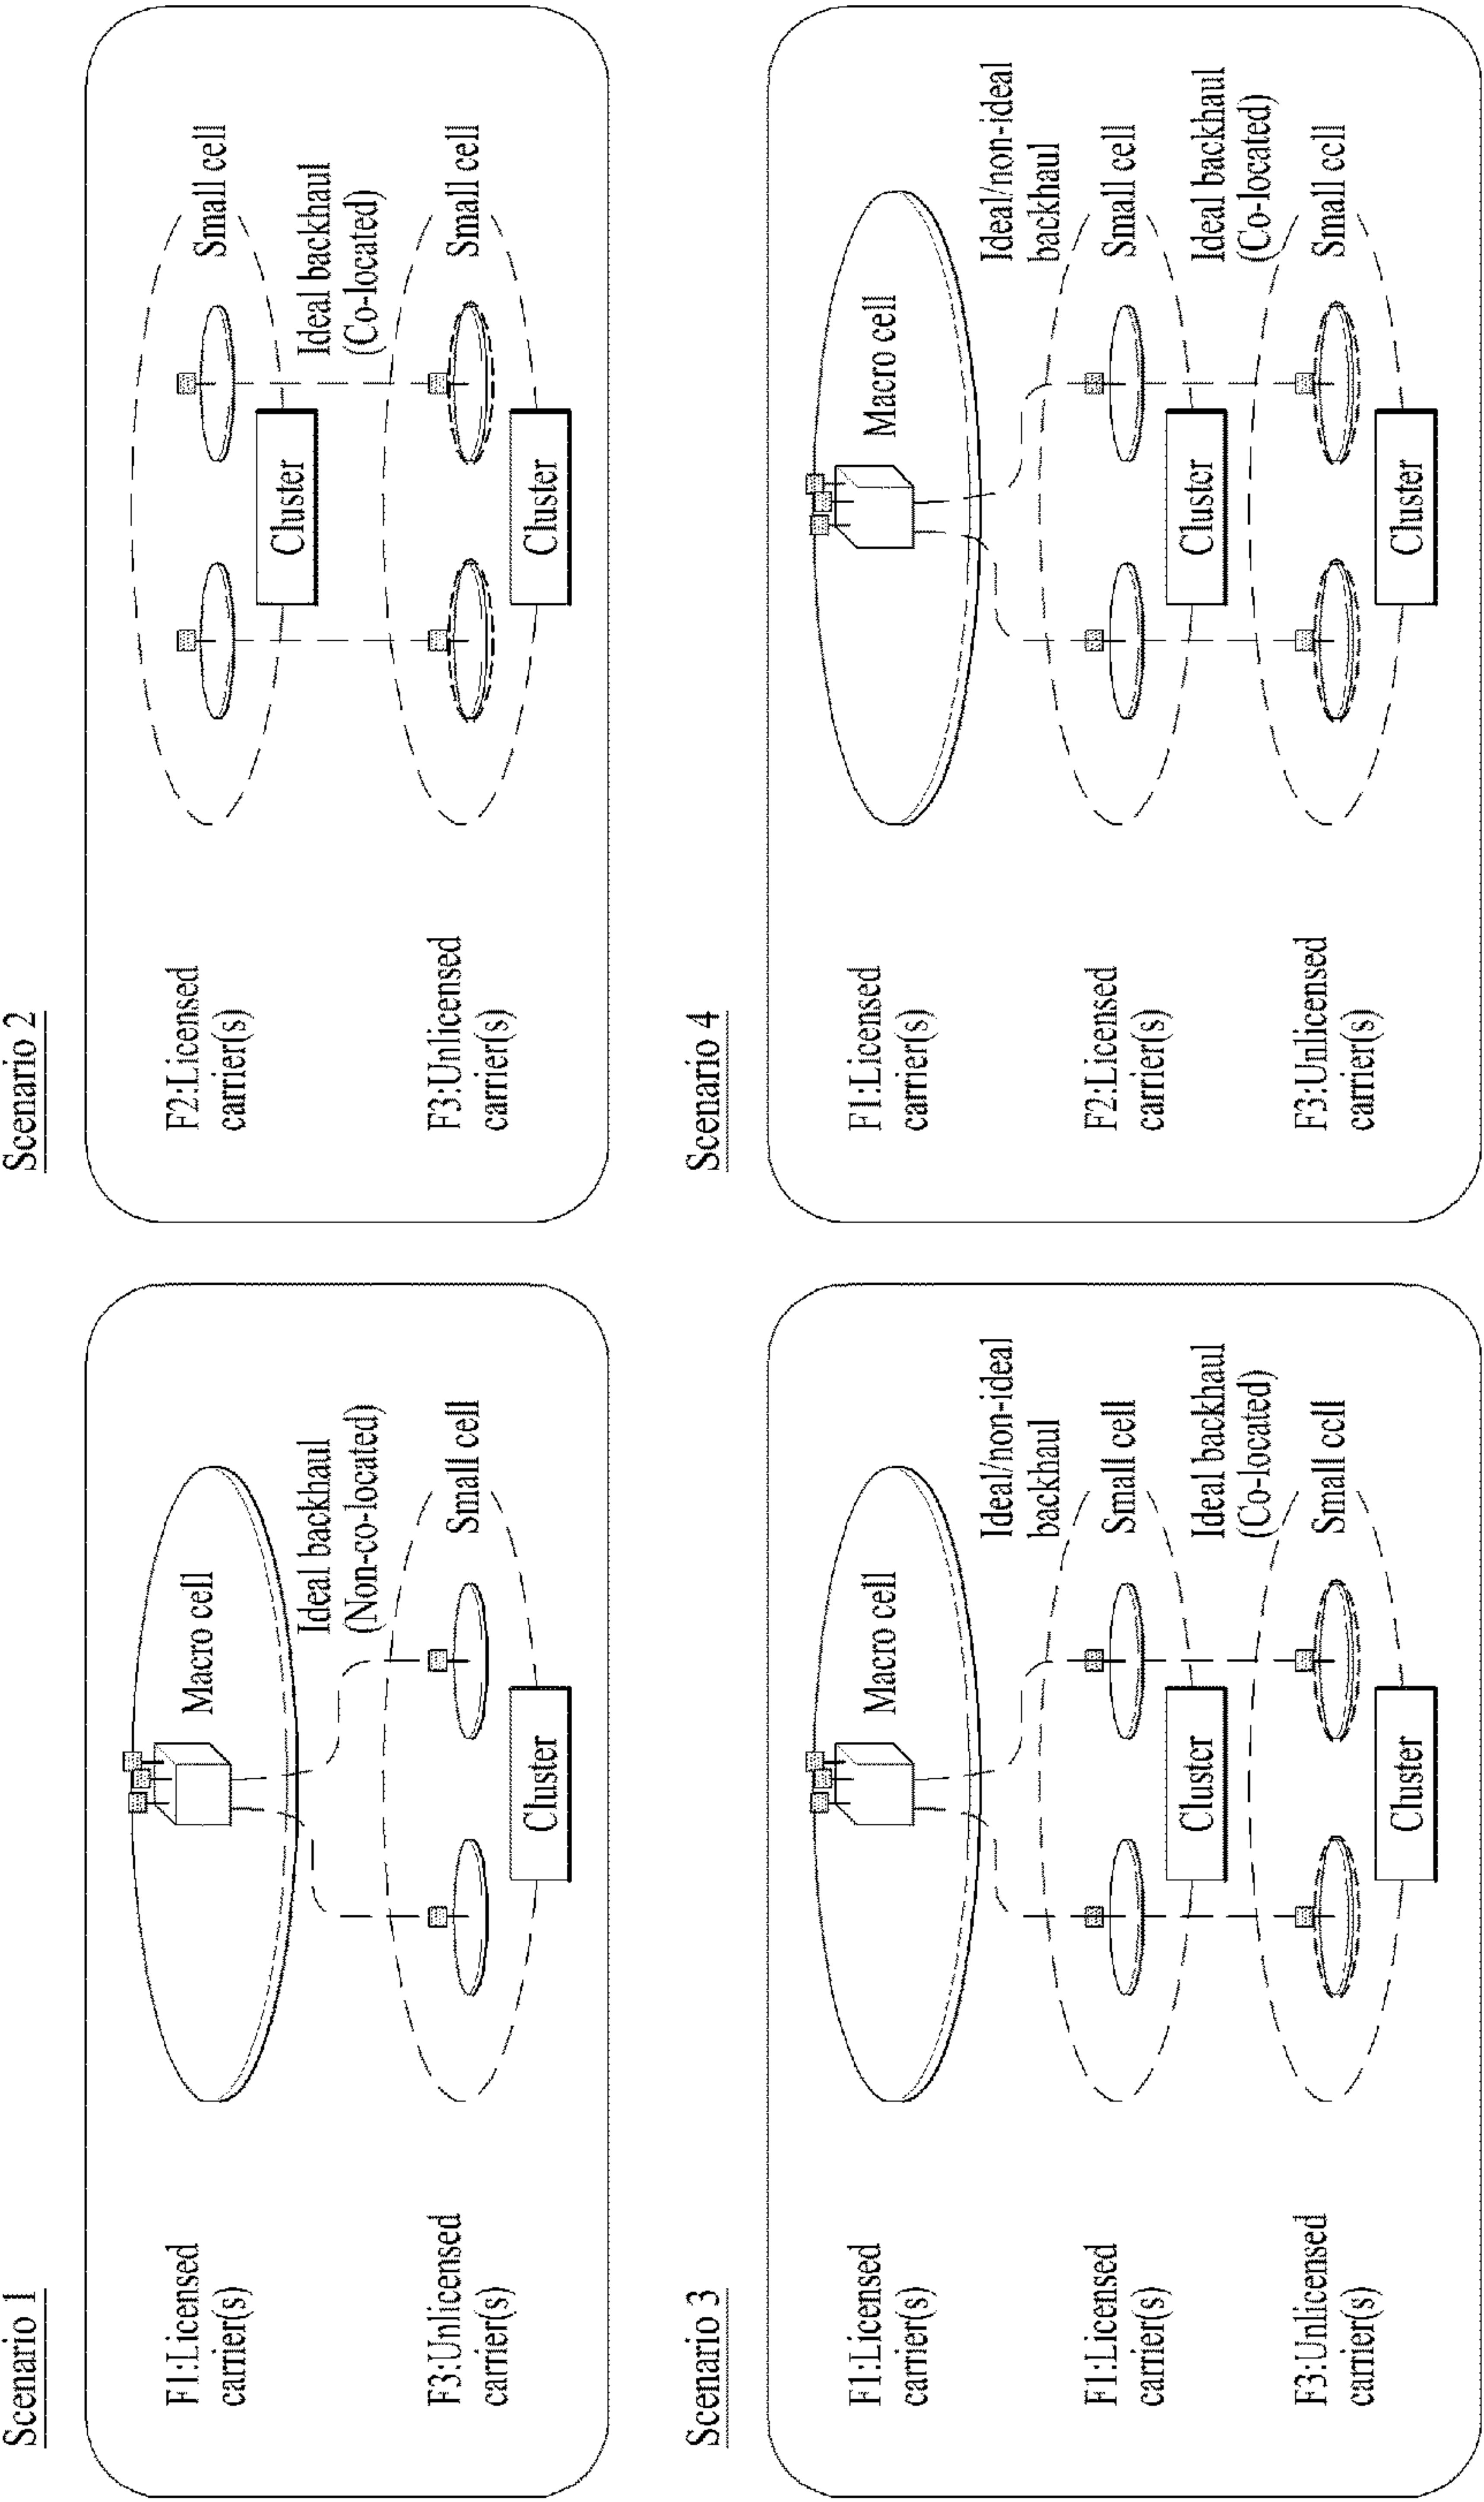 Scenario 1
F1:Licensed
carrier(s)
Macro cell
Ideal backhaul
(Non-co-located)
F3:Unlicensed
carrier(s)
Small cell
Cluster
Scenario 2
F2:Licensed
carrier(s)
Small cell
Cluster
Ideal backhaul
(Co-located)
F3:Unlicensed
carrier(s)
Small cell
Cluster
Scenario 3
F1:Licensed
carrier(s)
Macro cell
Ideal/non-ideal
backhaul
F1:Licensed
carrier(s)
Small cell
Cluster
Ideal backhaul
(Co-located)
F3:Unlicensed
carrier(s)
Small cell
Cluster
Scenario 4
F1:Licensed
carrier(s)
Macro cell
Ideal/non-ideal
backhaul
F2:Licensed
carrier(s)
Small cell
Cluster
Ideal backhaul
(Co-located)
F3:Unlicensed
carrier(s)
Small cell
Cluster